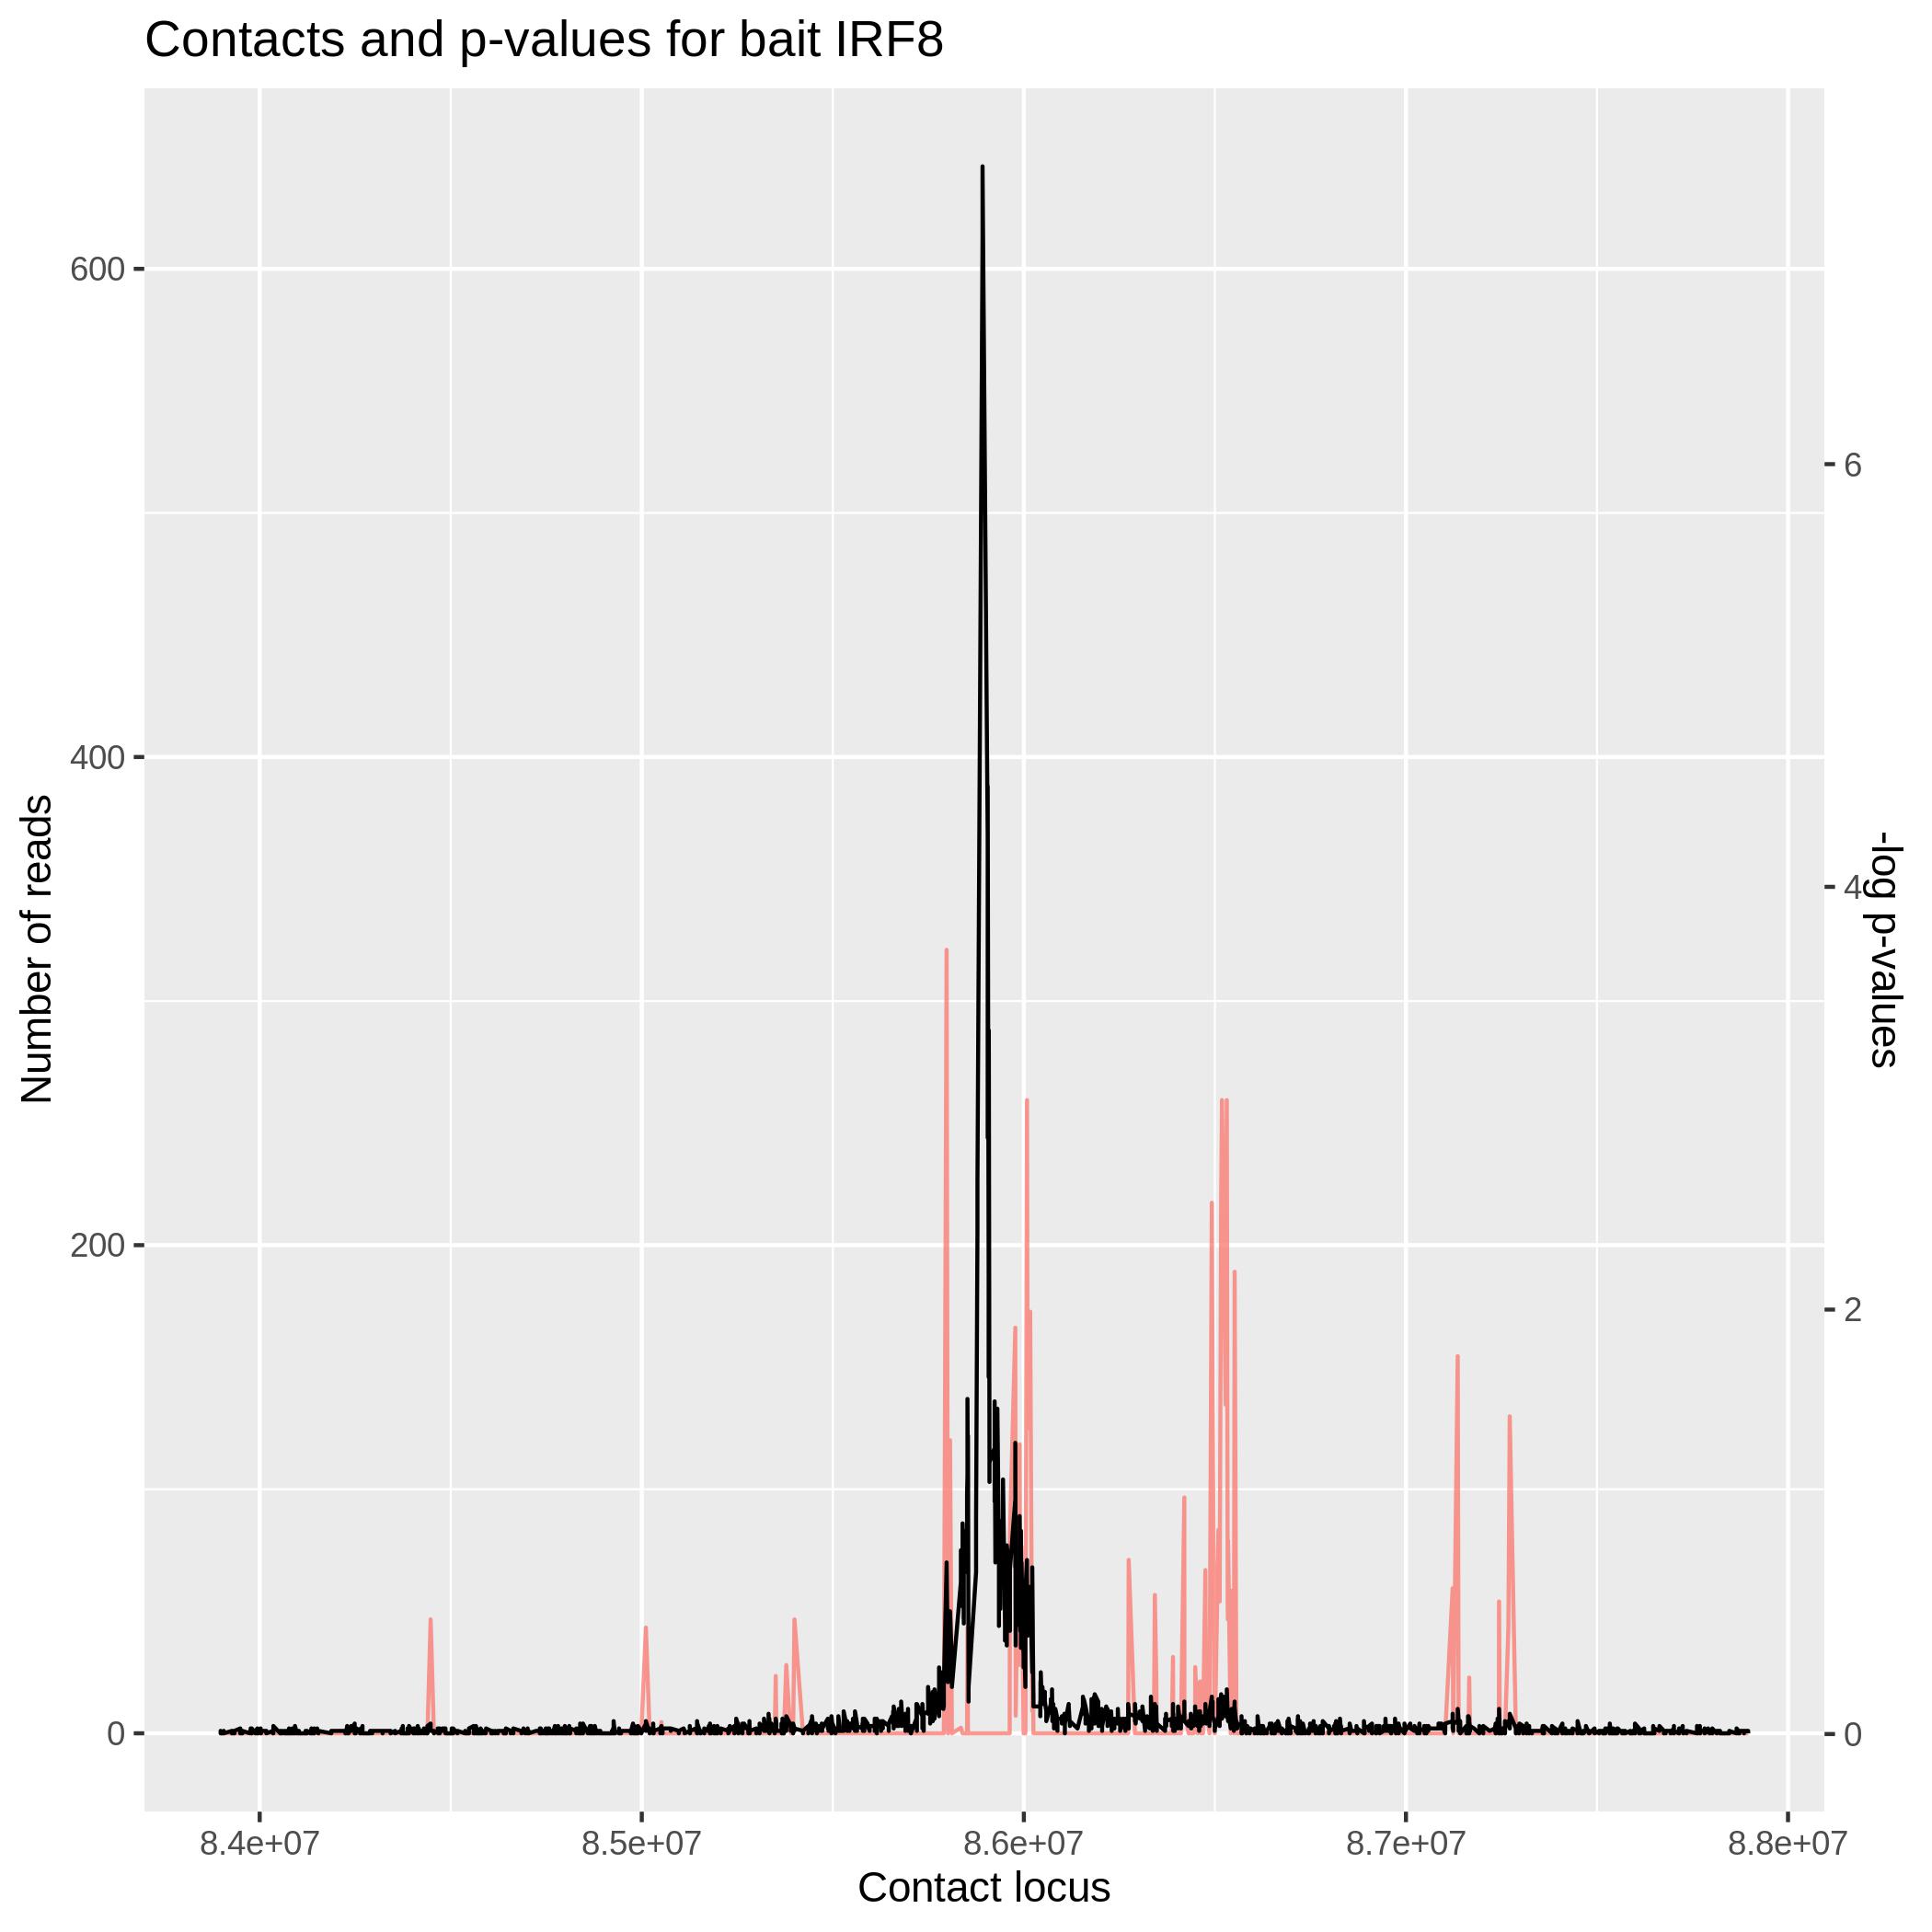 Contacts and p-values for bait IRF8
600
400
200
0
Number of reads
6
4
2
0
-log p-values
8.4e+07
8.5e+07
8.6e+07
8.7e+07
8.8e+07
Contact locus